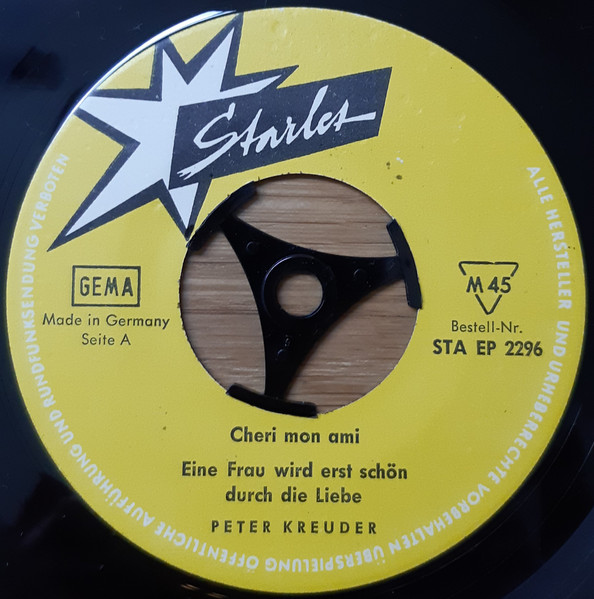 Starlet
GEMA
Made in Germany
Seite A
M 45
Bestell-Nr.
STA EP 2296
Cheri mon ami
Eine Frau wird erst schön
durch die Liebe
PETER KREUDER
ALLE HERSTELLER UND URHEBERRECHTE VORBEHALTEN ÜBERSPIELUNG ÖFFENTLICHE AUFFÜHRUNG UND RUNDFUNKSENDUNG VERBOTEN